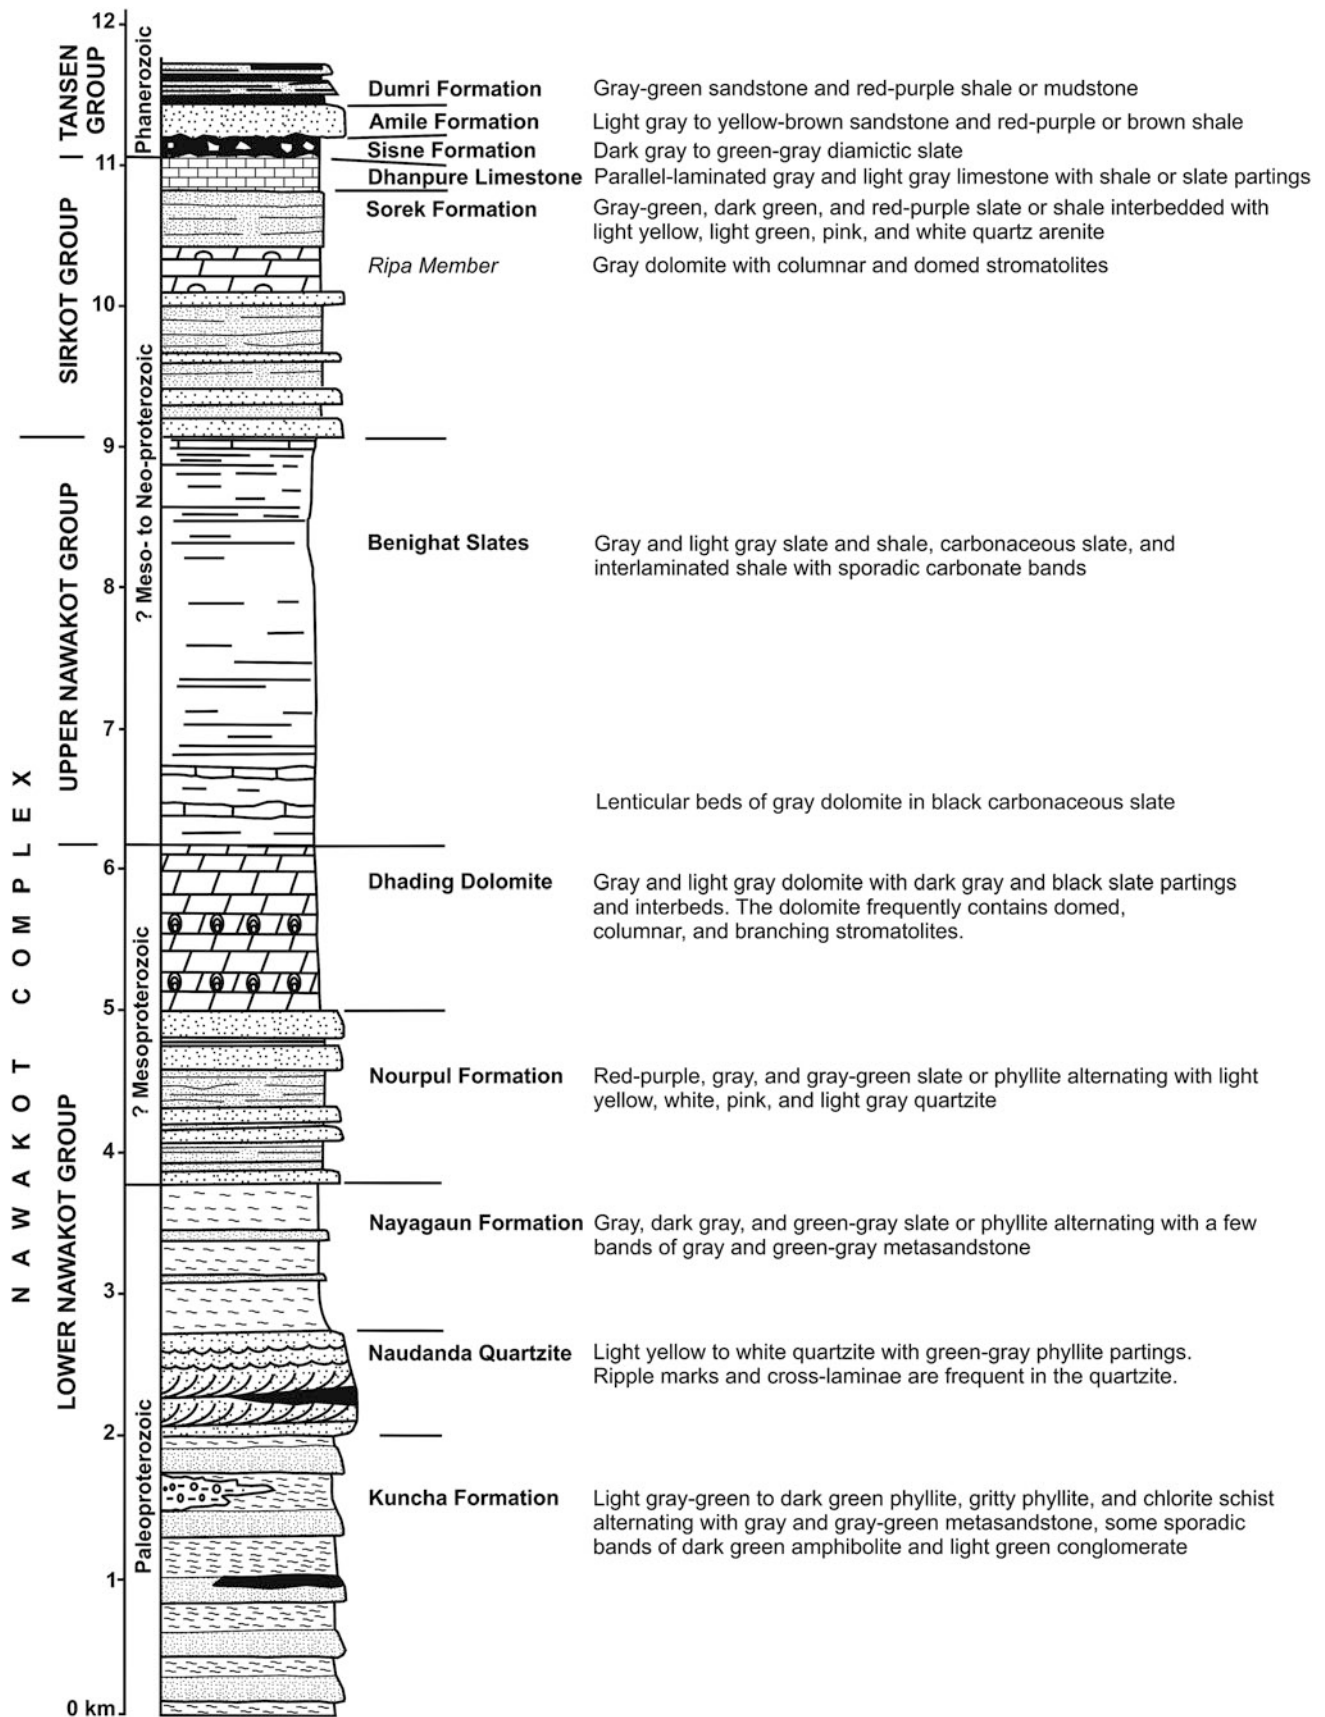 12
TANSEN
GROUP
Phanerozoic
Dumri Formation
Gray-green sandstone and red-purple shale or mudstone
Amile Formation
Light gray to yellow-brown sandstone and red-purple or brown shale
Sisne Formation
Dark gray to green-gray diamictic slate
11
Dhanpure Limestone
Parallel-laminated gray and light gray limestone with shale or slate partings
SIRKOT GROUP
Sorek Formation
Gray-green, dark green, and red-purple slate or shale interbedded with
light yellow, light green, pink, and white quartz arenite
Ripa Member
Gray dolomite with columnar and domed stromatolites
10
? Meso- to Neo-proterozoic
9
NAWAKOT COMPLEX
UPPER NAWAKOT GROUP
Benighat Slates
Gray and light gray slate and shale, carbonaceous slate, and
interlaminated shale with sporadic carbonate bands
8
7
Lenticular beds of gray dolomite in black carbonaceous slate
6
Dhading Dolomite
Gray and light gray dolomite with dark gray and black slate partings
and interbeds. The dolomite frequently contains domed,
columnar, and branching stromatolites.
? Mesoproterozoic
5
LOWER NAWAKOT GROUP
Nourpul Formation
Red-purple, gray, and gray-green slate or phyllite alternating with light
yellow, white, pink, and light gray quartzite
4
Nayagaun Formation
Gray, dark gray, and green-gray slate or phyllite alternating with a few
bands of gray and green-gray metasandstone
3
Naudanda Quartzite
Light yellow to white quartzite with green-gray phyllite partings.
Ripple marks and cross-laminae are frequent in the quartzite.
2
Paleoproterozoic
Kuncha Formation
Light gray-green to dark green phyllite, gritty phyllite, and chlorite schist
alternating with gray and gray-green metasandstone, some sporadic
bands of dark green amphibolite and light green conglomerate
1
0 km